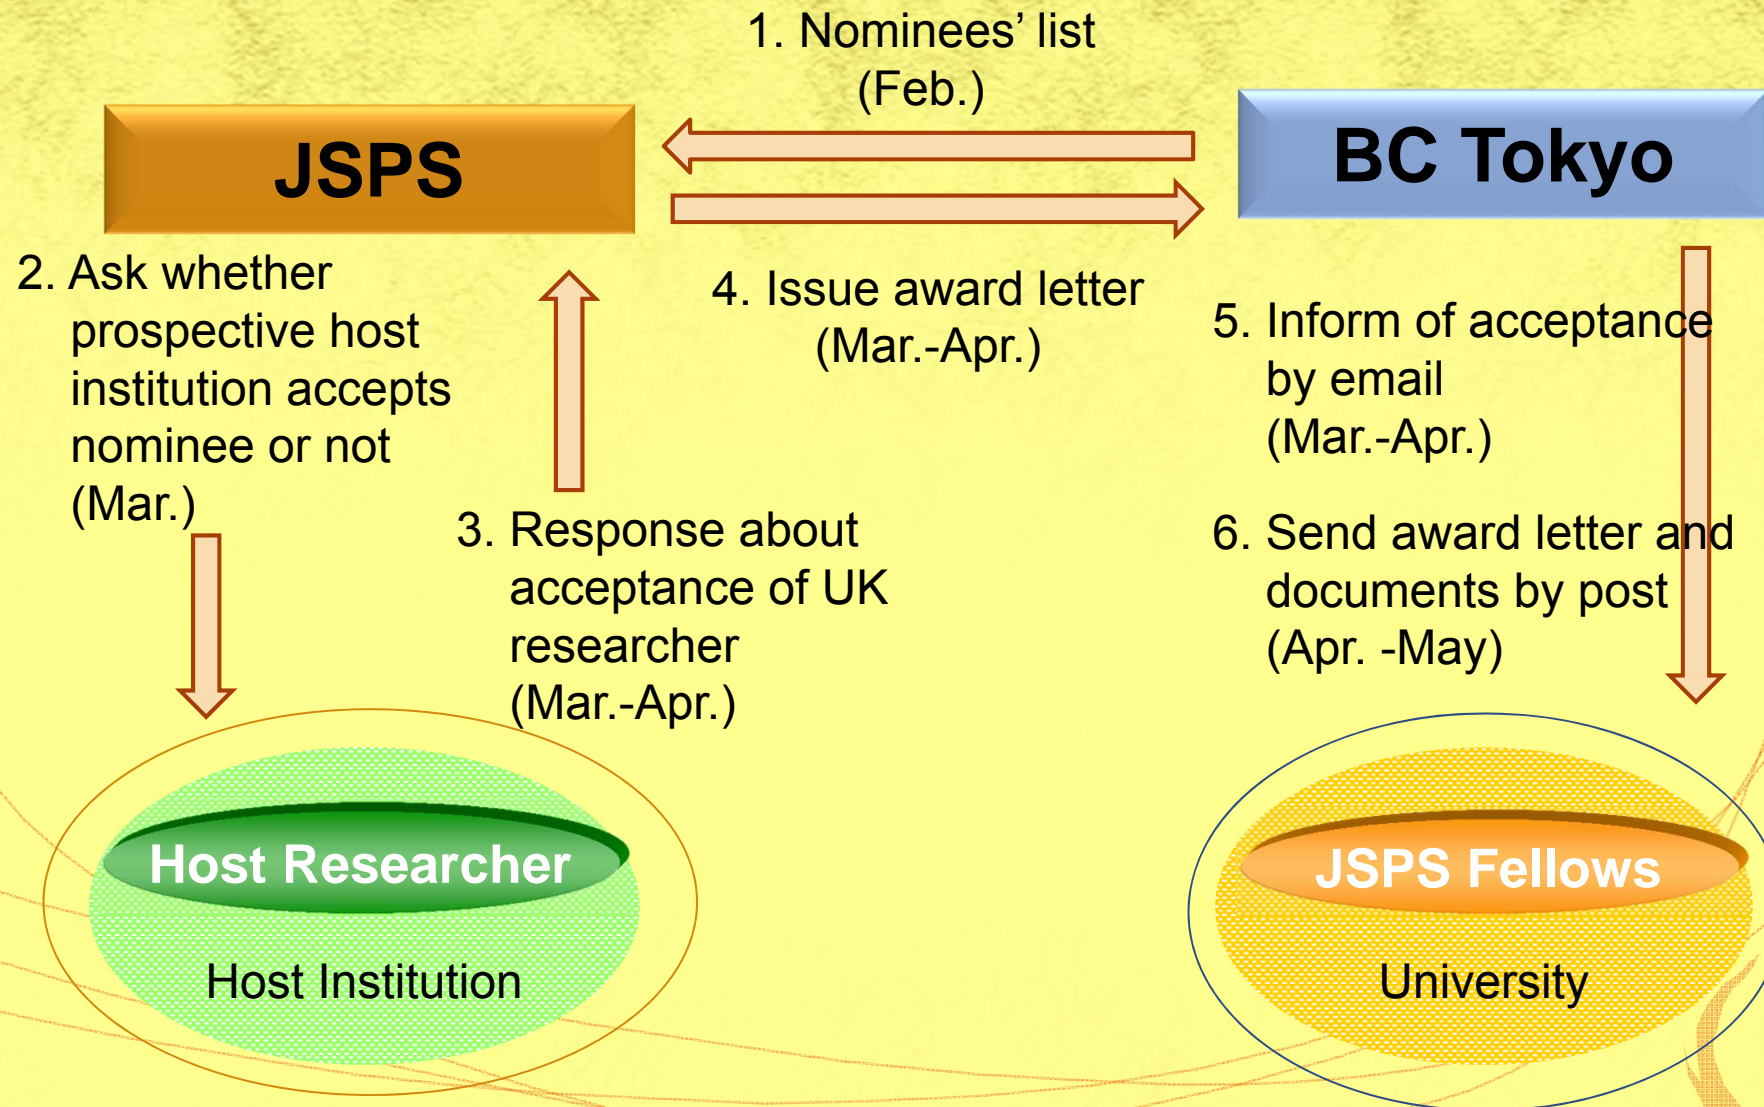 1. Nominees’ list
(Feb.)
JSPS
BC Tokyo
2. Ask whether
prospective host
institution accepts
nominee or not
(Mar.)
3. Response about
acceptance of UK
researcher
(Mar.-Apr.)
4. Issue award letter
(Mar.-Apr.)
5. Inform of acceptance
by email
(Mar.-Apr.)
6. Send award letter and
documents by post
(Apr. -May)
Host Researcher
Host Institution
JSPS Fellows
University